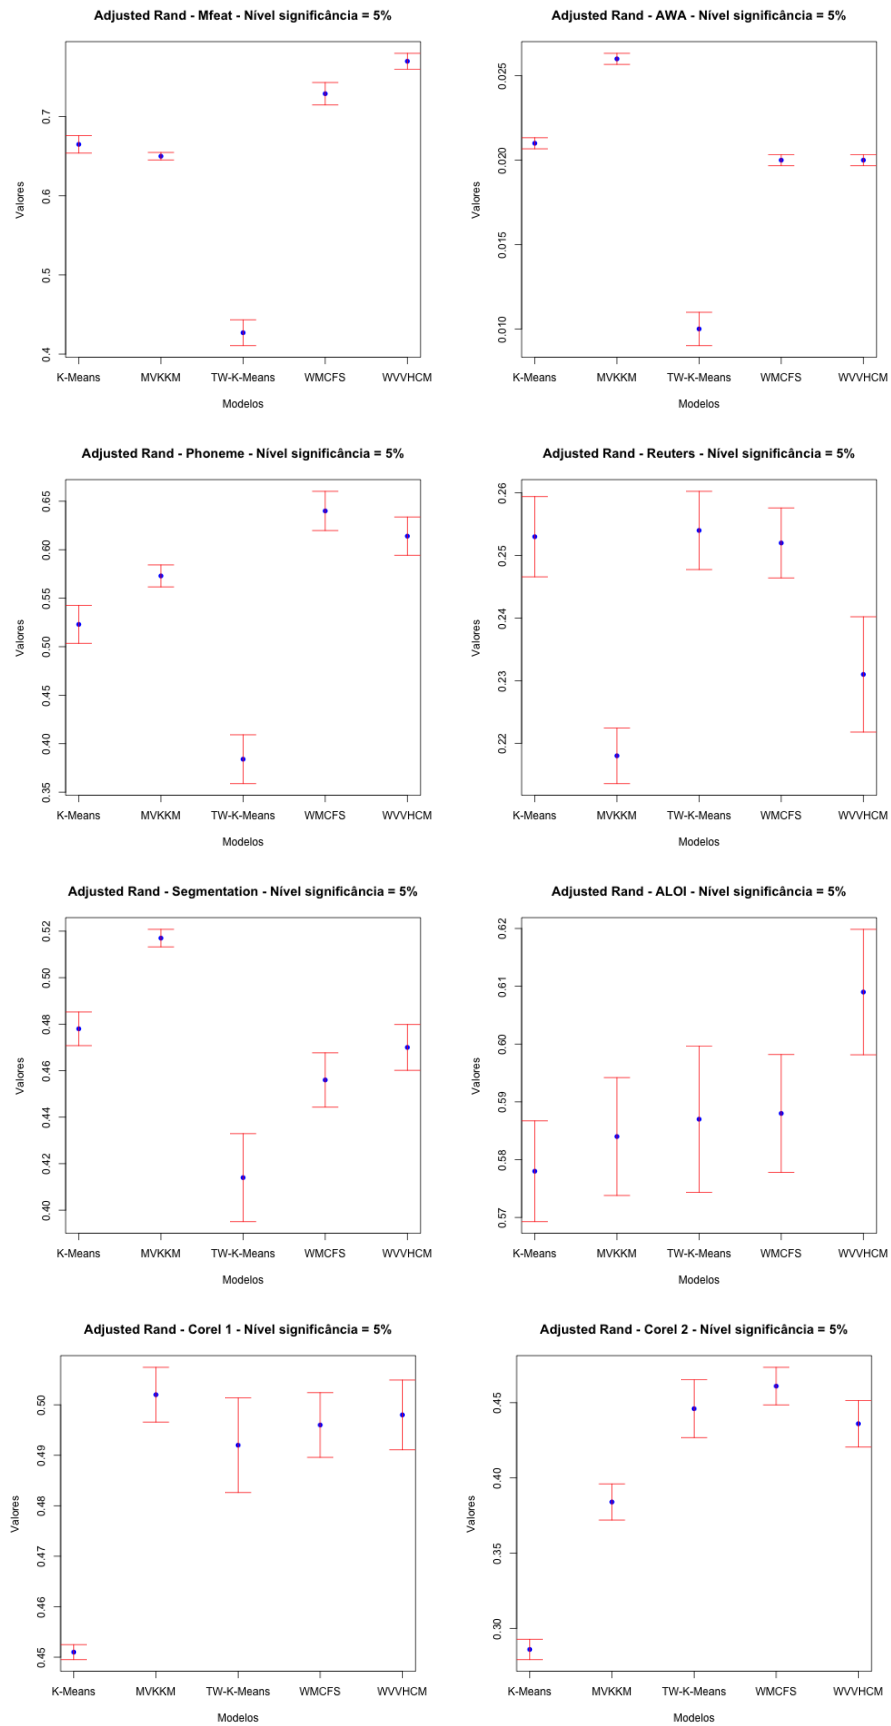 Adjusted Rand - Mfeat - Nível significância = 5%
Valores
0.7
0.6
0.5
0.4
K-Means MVKKM TW-K-Means WMCFS WVVHCM
Modelos
Adjusted Rand - AWA - Nível significância = 5%
Valores
0.025
0.020
0.015
0.010
K-Means MVKKM TW-K-Means WMCFS WVVHCM
Modelos
Adjusted Rand - Phoneme - Nível significância = 5%
Valores
0.65
0.60
0.55
0.50
0.45
0.40
0.35
K-Means MVKKM TW-K-Means WMCFS WVVHCM
Modelos
Adjusted Rand - Reuters - Nível significância = 5%
Valores
0.26
0.25
0.24
0.23
0.22
K-Means MVKKM TW-K-Means WMCFS WVVHCM
Modelos
Adjusted Rand - Segmentation - Nível significância = 5%
Valores
0.52
0.50
0.48
0.46
0.44
0.42
0.40
K-Means MVKKM TW-K-Means WMCFS WVVHCM
Modelos
Adjusted Rand - ALOI - Nível significância = 5%
Valores
0.62
0.61
0.60
0.59
0.58
0.57
K-Means MVKKM TW-K-Means WMCFS WVVHCM
Modelos
Adjusted Rand - Corel 1 - Nível significância = 5%
Valores
0.50
0.49
0.48
0.47
0.46
0.45
K-Means MVKKM TW-K-Means WMCFS WVVHCM
Modelos
Adjusted Rand - Corel 2 - Nível significância = 5%
Valores
0.45
0.40
0.35
0.30
K-Means MVKKM TW-K-Means WMCFS WVVHCM
Modelos